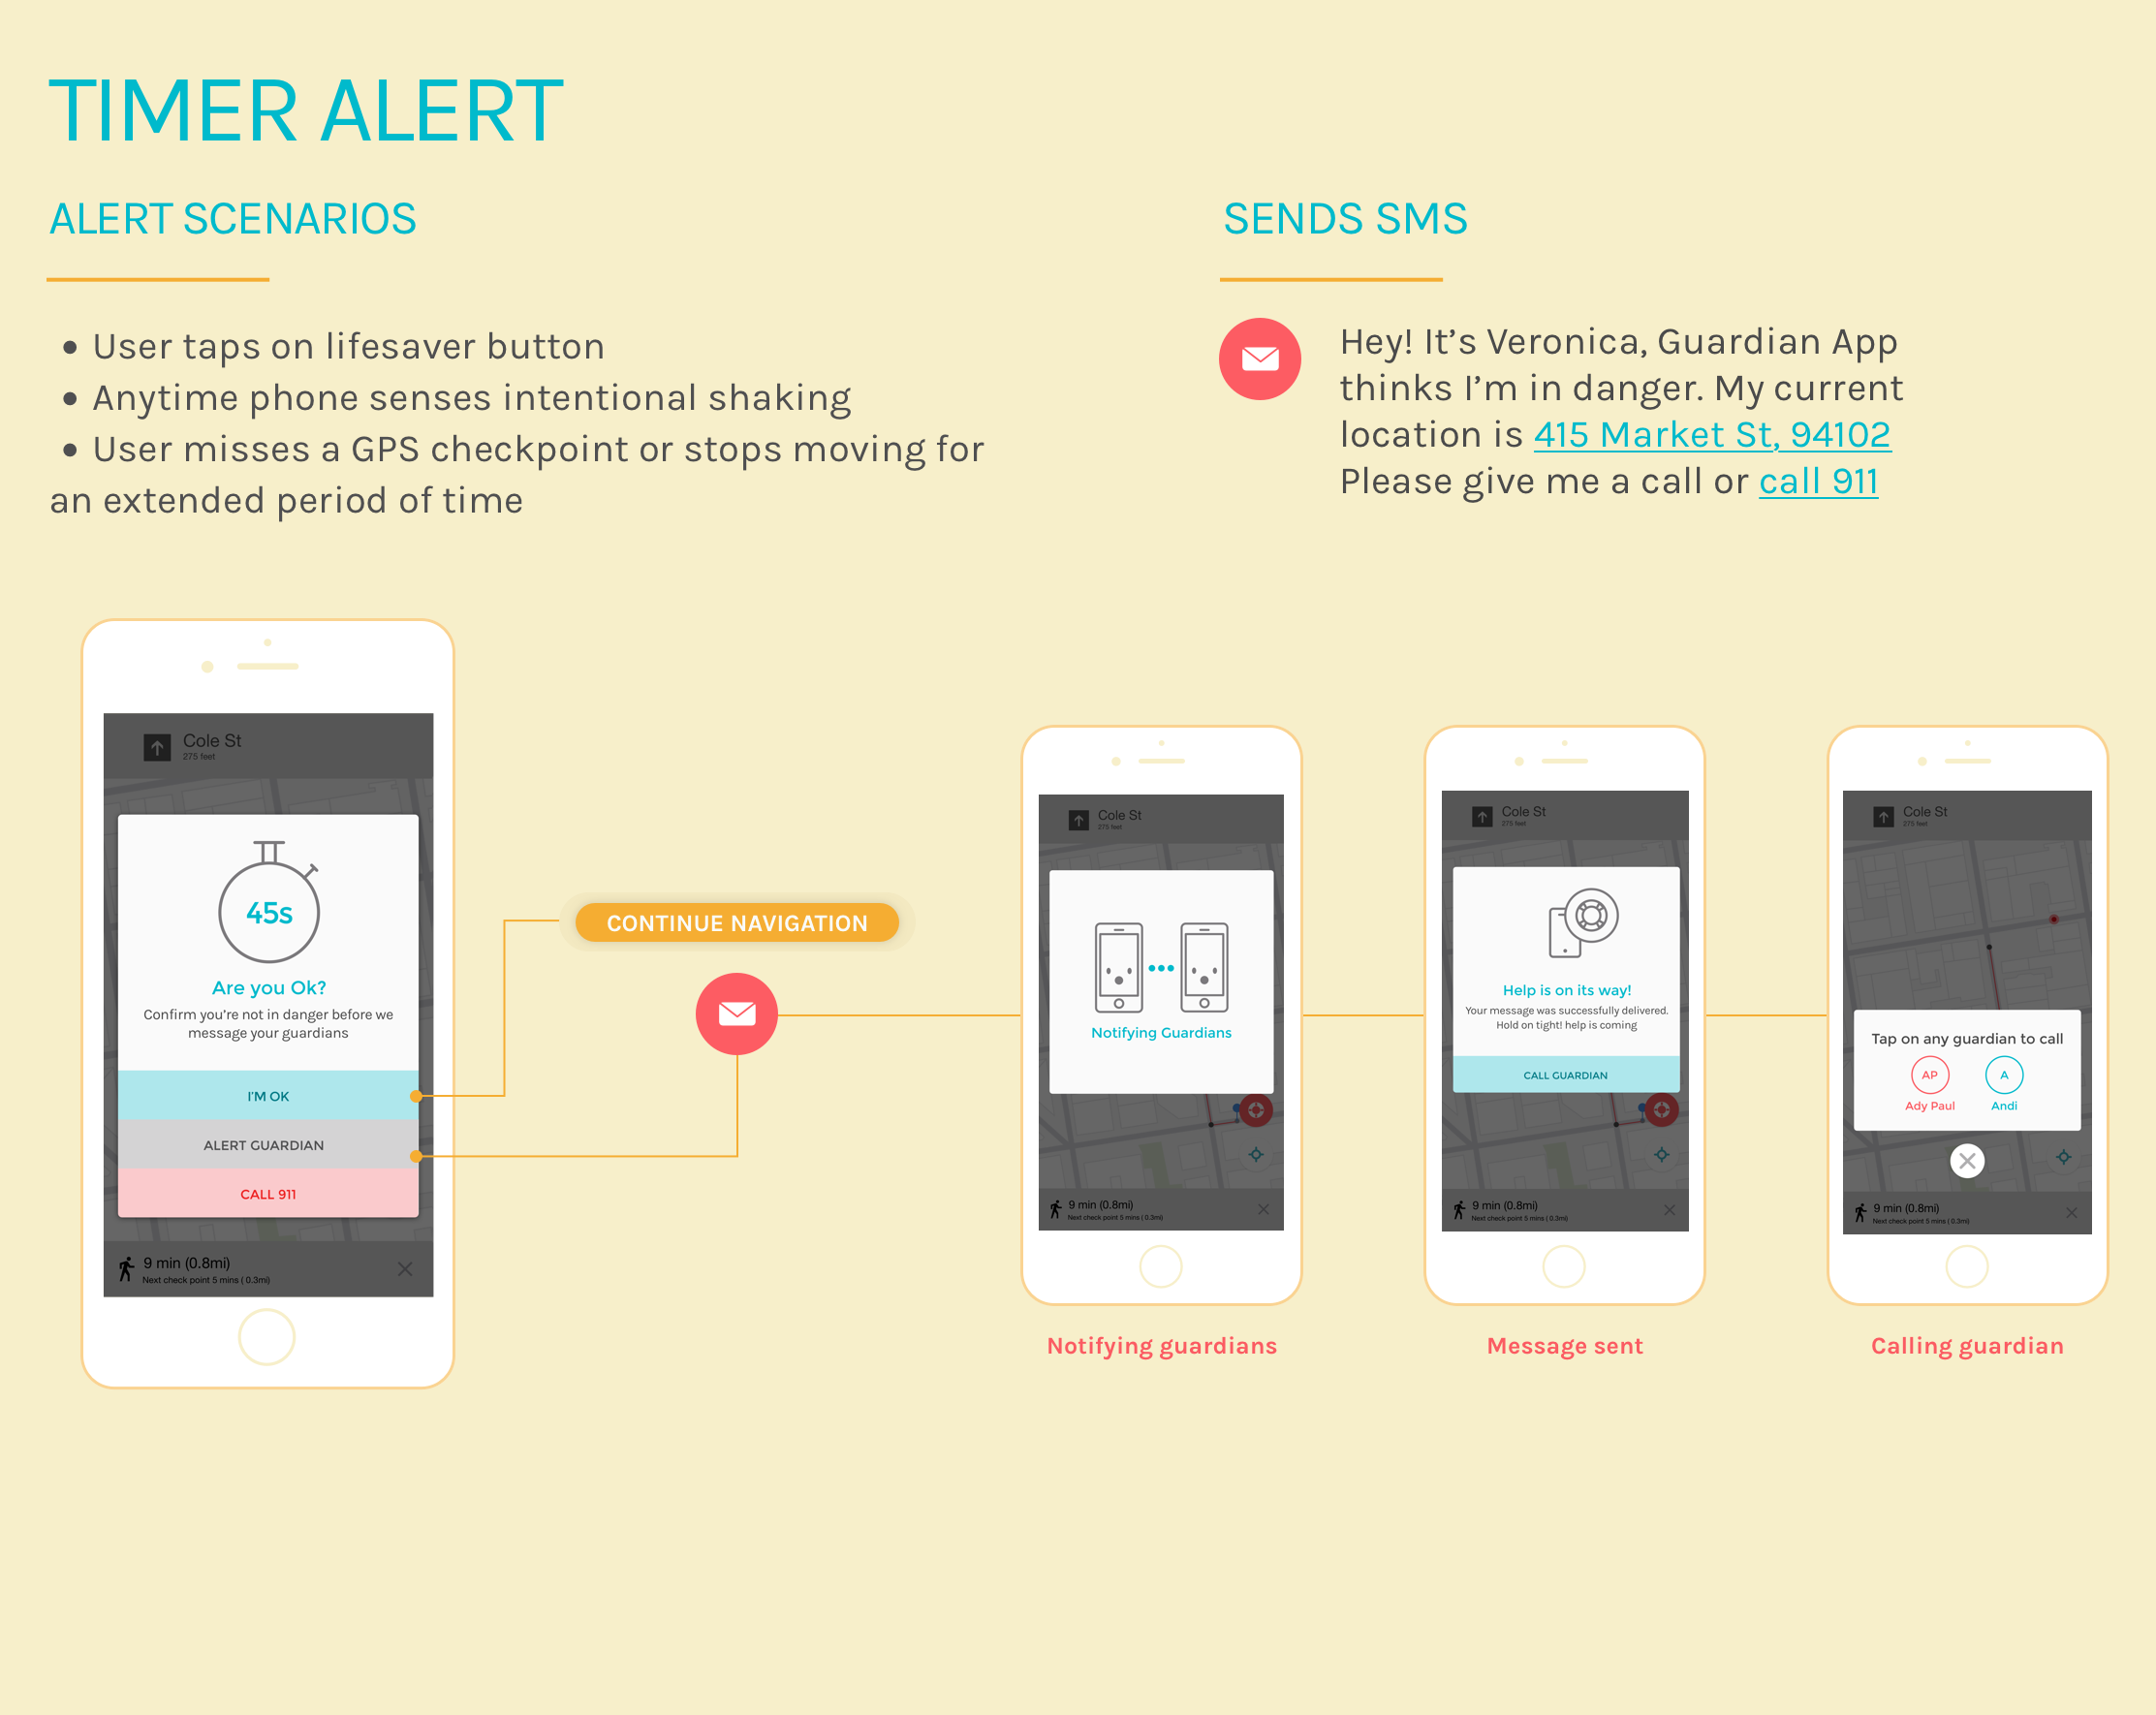 TIMER ALERT
ALERT SCENARIOS
• User taps on lifesaver button
• Anytime phone senses intentional shaking
• User misses a GPS checkpoint or stops moving for
an extended period of time
SENDS SMS
Hey! It's Veronica, Guardian App
thinks I'm in danger. My current
location is 415 Market St, 94102
Please give me a call or call 911
Cole St
275 feet
45s
Are you Ok?
Confirm you're not in danger before we
message your guardians
I'M OK
ALERT GUARDIAN
CALL 911
9 min (0.8mi)
Next check point 5 mins ( 0.3mi)
CONTINUE NAVIGATION
Cole St
275 feet
Notifying Guardians
9 min (0.8mi)
Next check point 5 mins ( 0.3mi)
Notifying guardians
Cole St
275 feet
Help is on its way!
Your message was successfully delivered.
Hold on tight! help is coming
CALL GUARDIAN
9 min (0.8mi)
Next check point 5 mins ( 0.3mi)
Message sent
Cole St
275 feet
Tap on any guardian to call
AP A
Ady Paul Andi
9 min (0.8mi)
Next check point 5 mins ( 0.3mi)
Calling guardian